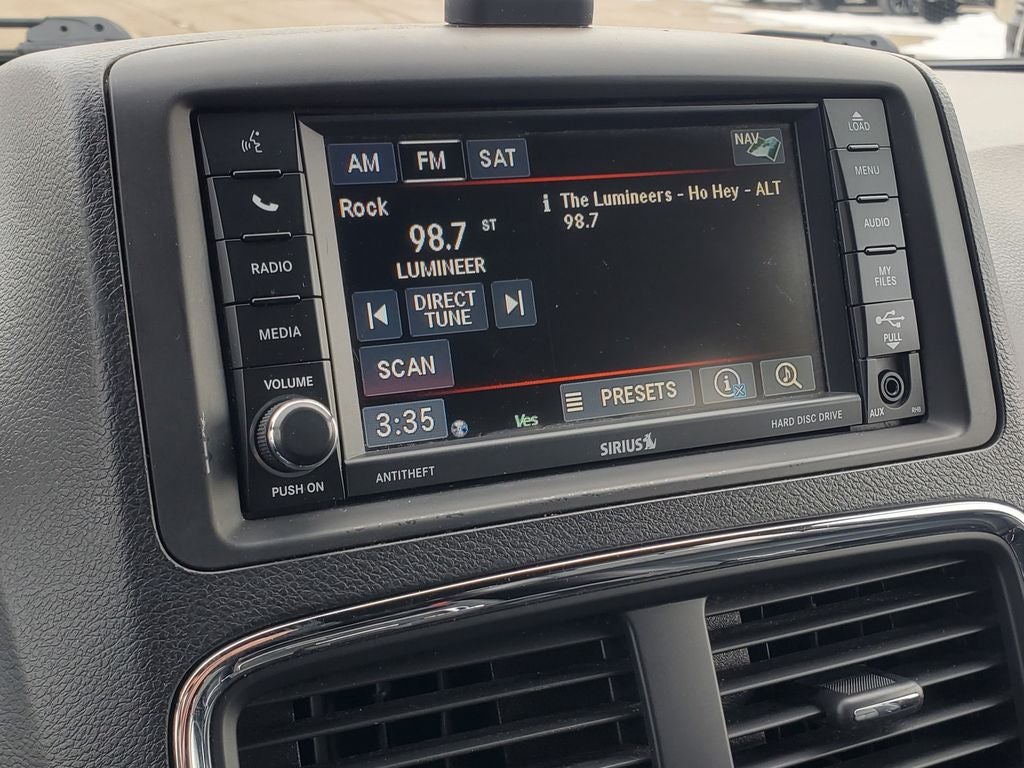 AM FM SAT
NAV
LOAD
MENU
Rock
ℹ The Lumineers - Ho Hey - ALT
98.7
98.7 ST
LUMINEER
AUDIO
RADIO
DIRECT
TUNE
MY
FILES
MEDIA
SCAN
PULL
VOLUME
PRESETS
3:35
Ves
AUX
RHB
SIRIUS
HARD DISC DRIVE
ANTITHEFT
PUSH ON